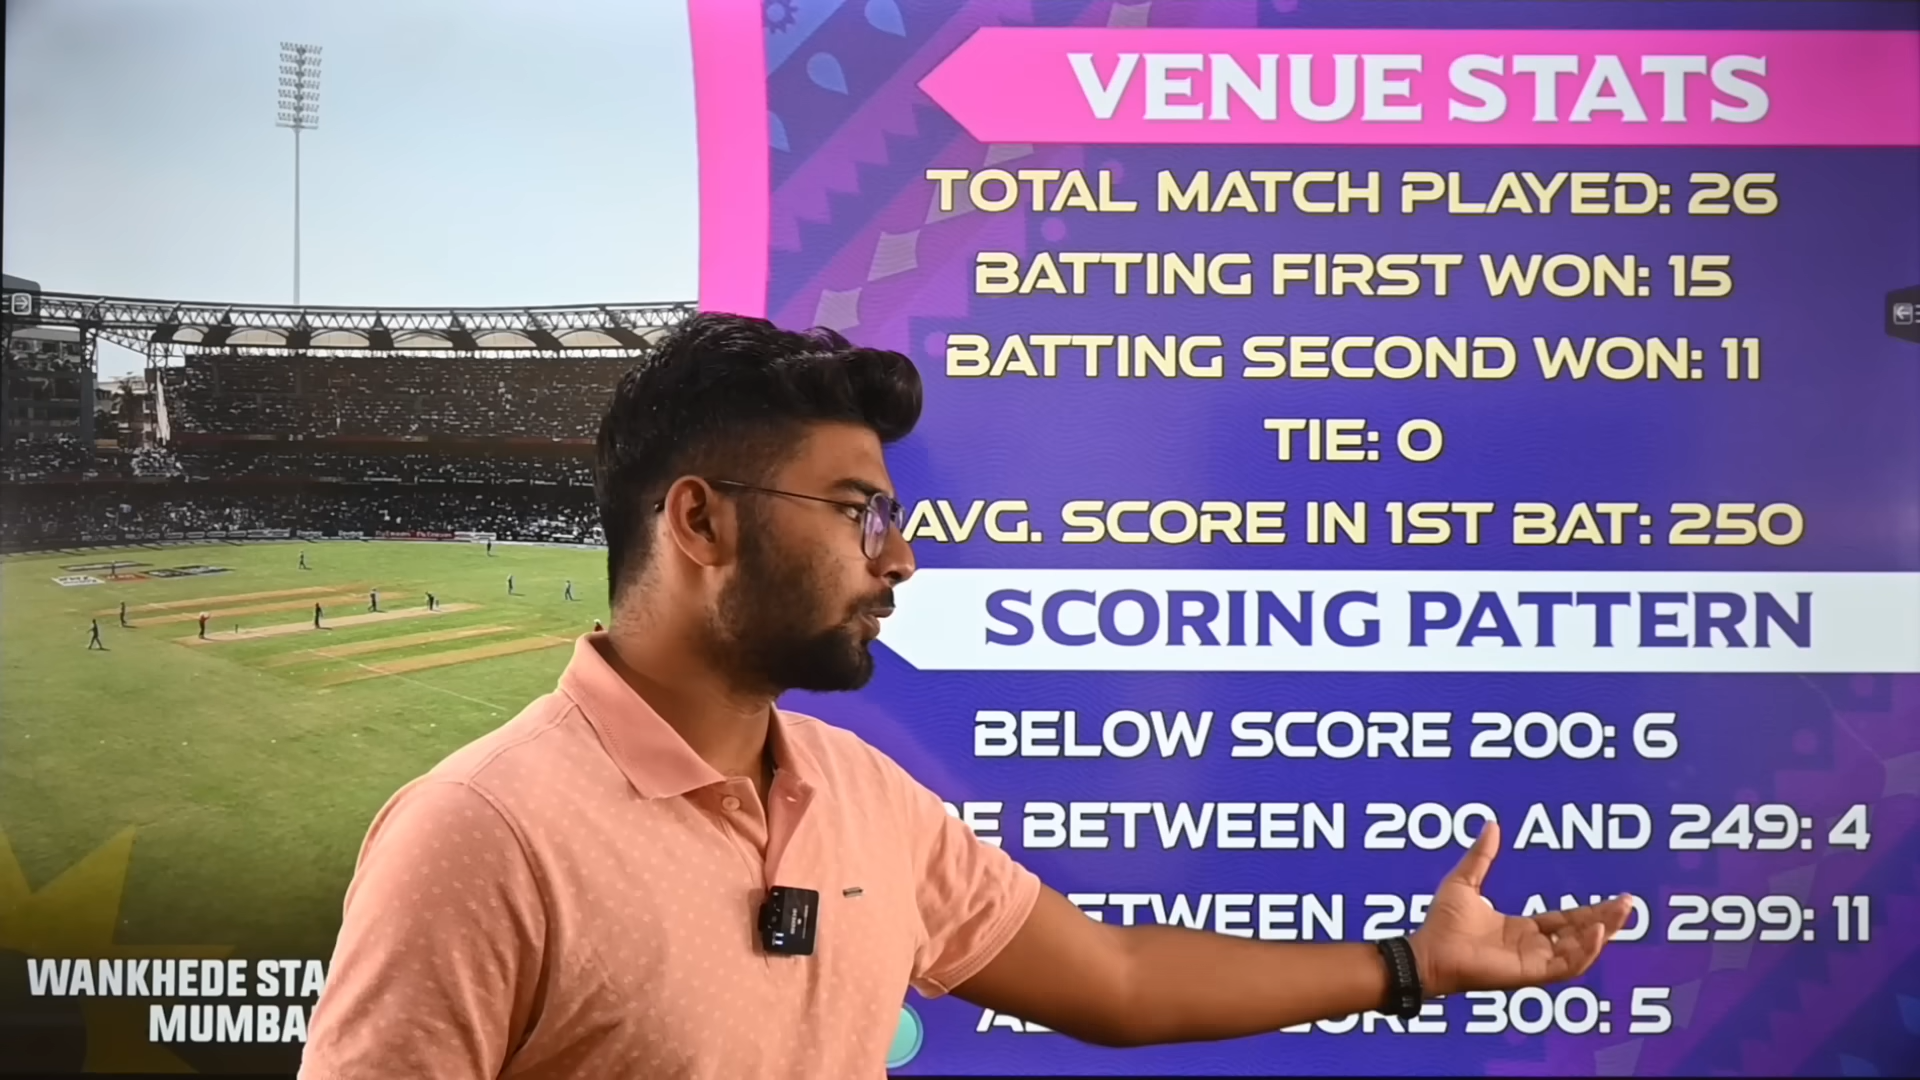 VENUE STATS
TOTAL MATCH PLAYED: 26
BATTING FIRST WON: 15
BATTING SECOND WON: 11
TIE: 0
AVG. SCORE IN 1ST BAT: 250
SCORING PATTERN
BELOW SCORE 200: 6
BETWEEN 200 AND 249: 4
299: 11
300: 5
WANKHEDE